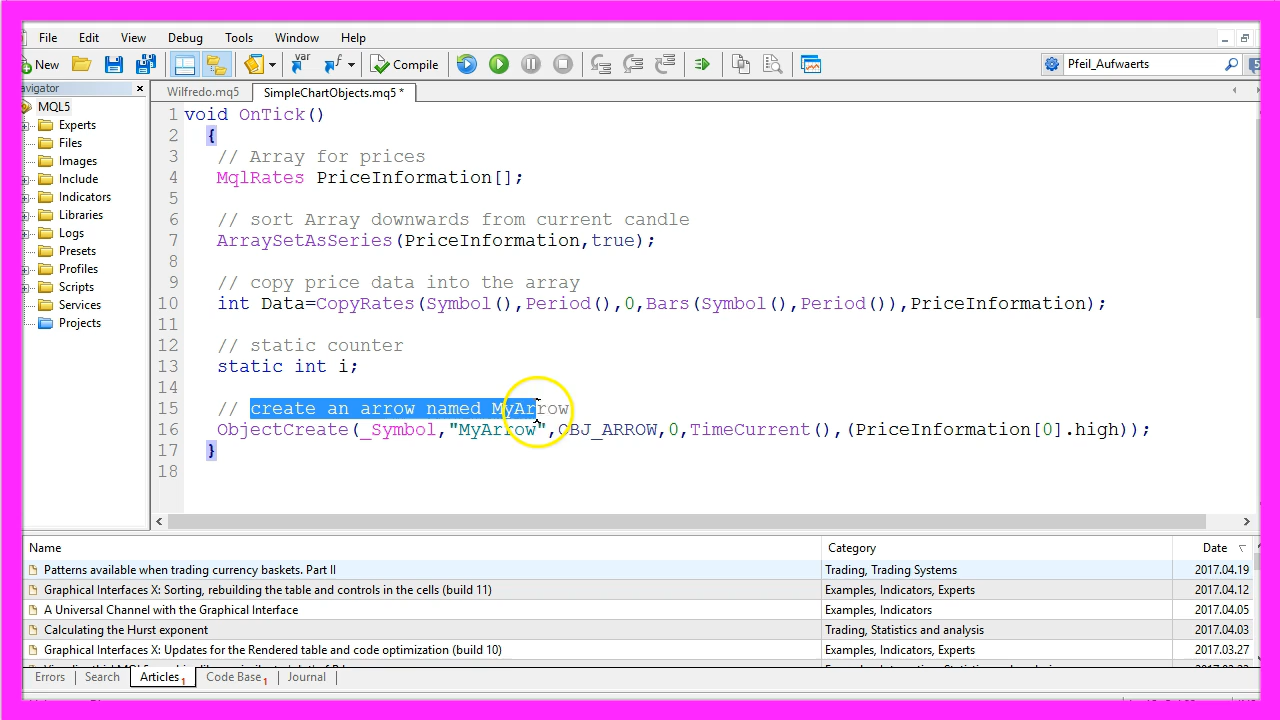 File Edit View Debug Tools Window Help
New Compile Pfeil_Aufwaerts
Wilfredo.mq5 SimpleChartObjects.mq5 *
MQL5
Experts
Files
Images
Include
Indicators
Libraries
Logs
Presets
Profiles
Scripts
Services
Projects
1 void OnTick()
2 {
3 // Array for prices
4 MqlRates PriceInformation[];
5
6 // sort Array downwards from current candle
7 ArraySetAsSeries(PriceInformation,true);
8
9 // copy price data into the array
10 int Data=CopyRates(Symbol(),Period(),0,Bars(Symbol(),Period()),PriceInformation);
11
12 // static counter
13 static int i;
14
15 // create an arrow named MyArrow
16 ObjectCreate(_Symbol,"MyArrow",OBJ_ARROW,0,TimeCurrent(),(PriceInformation[0].high));
17 }
18
Name Category Date
Patterns available when trading currency baskets. Part II Trading, Trading Systems 2017.04.19
Graphical Interfaces X: Sorting, rebuilding the table and controls in the cells (build 11) Examples, Indicators, Experts 2017.04.12
A Universal Channel with the Graphical Interface Examples, Indicators 2017.04.05
Calculating the Hurst exponent Trading, Statistics and analysis 2017.04.03
Graphical Interfaces X: Updates for the Rendered table and code optimization (build 10) Examples, Indicators, Experts 2017.03.27
Errors Search Articles 1 Code Base 1 Journal